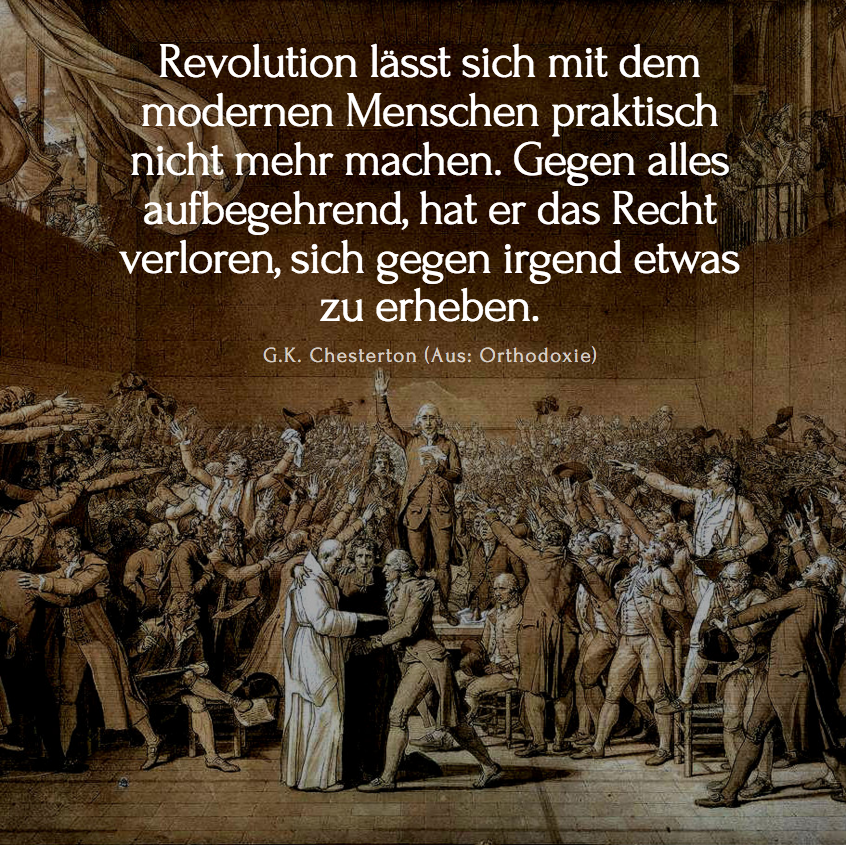 Revolution lässt sich mit dem
modernen Menschen praktisch
nicht mehr machen. Gegen alles
aufbegehrend, hat er das Recht
verloren, sich gegen irgend etwas
zu erheben.
G.K. Chesterton (Aus: Orthodoxie)